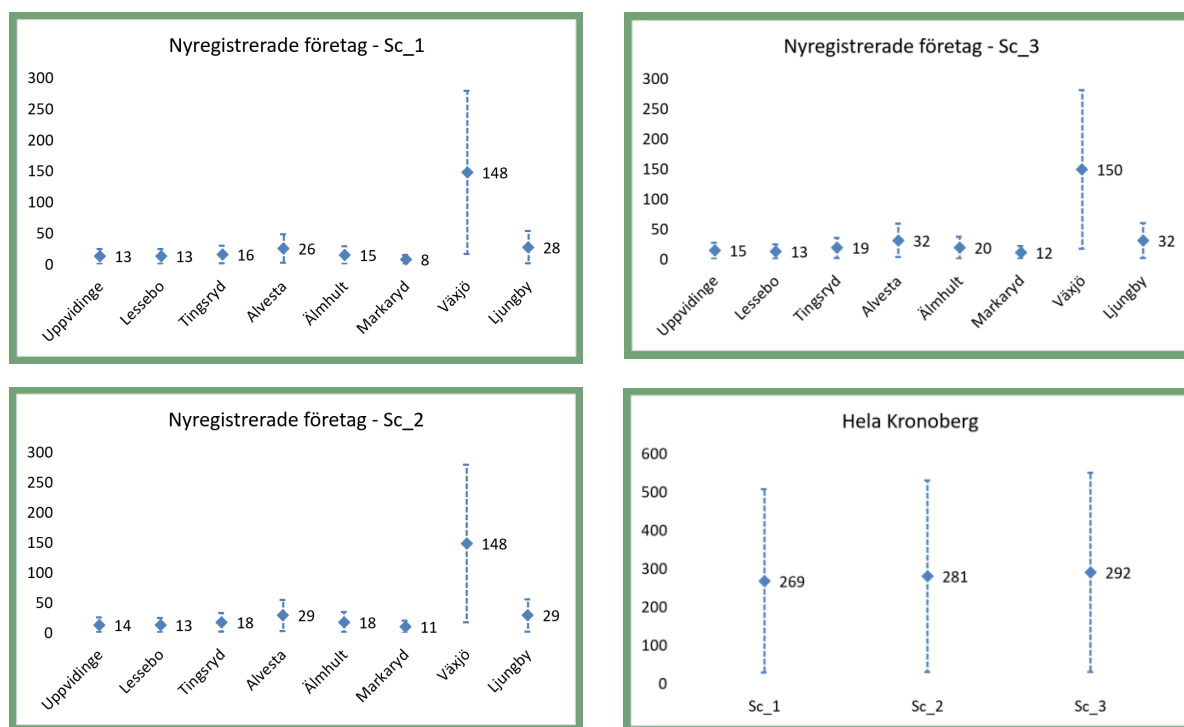 Nyregistrerade företag - Sc_1
300
250
200
150
100
50
0
13
13
16
26
15
8
148
28
Uppvidinge
Lessebo
Tingsryd
Alvesta
Älmhult
Markaryd
Växjö
Ljungby
Nyregistrerade företag - Sc_3
300
250
200
150
100
50
0
15
13
19
32
20
12
150
32
Uppvidinge
Lessebo
Tingsryd
Alvesta
Älmhult
Markaryd
Växjö
Ljungby
Nyregistrerade företag - Sc_2
300
250
200
150
100
50
0
14
13
18
29
18
11
148
29
Uppvidinge
Lessebo
Tingsryd
Alvesta
Älmhult
Markaryd
Växjö
Ljungby
Hela Kronoberg
600
500
400
300
200
100
0
269
281
292
Sc_1
Sc_2
Sc_3